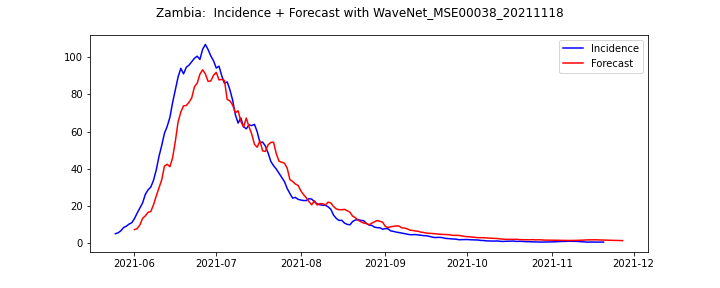 Zambia:  Incidence + Forecast with WaveNet_MSE00038_20211118
Incidence
Forecast
100
80
60
40
20
0
2021-06 2021-07 2021-08 2021-09 2021-10 2021-11 2021-12